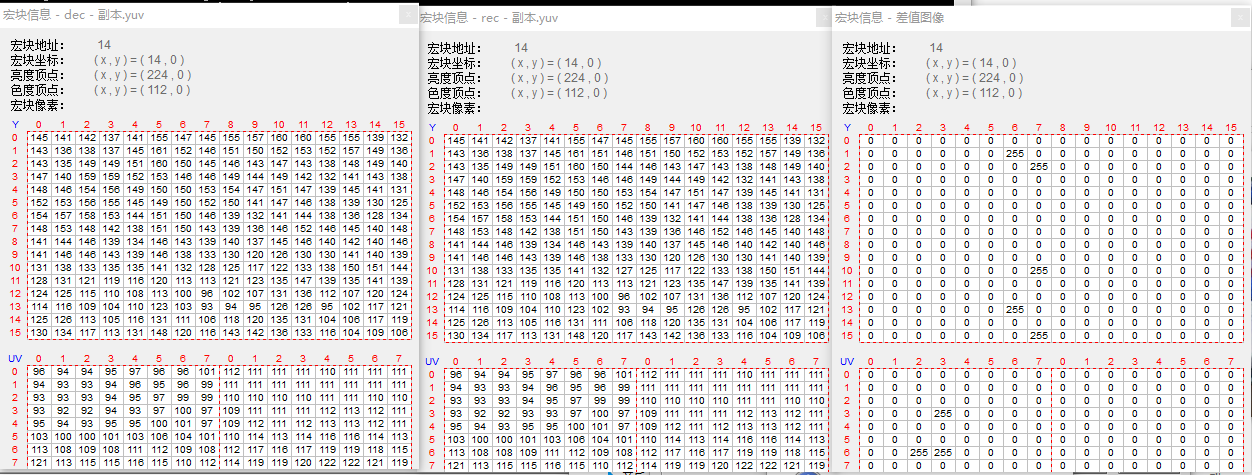 宏块信息 - dec - 副本.yuv
宏块地址： 14
宏块坐标： ( x , y ) = ( 14 , 0 )
亮度顶点： ( x , y ) = ( 224 , 0 )
色度顶点： ( x , y ) = ( 112 , 0 )
宏块像素：
Y 0 1 2 3 4 5 6 7 8 9 10 11 12 13 14 15
0 145 141 142 137 141 155 147 145 155 157 160 160 155 155 139 132
1 143 136 138 137 145 161 152 146 151 150 152 153 152 157 149 136
2 143 135 149 149 151 160 150 145 146 143 147 143 138 148 149 140
3 147 140 159 159 152 153 146 146 149 144 149 142 132 141 143 138
4 148 146 154 156 149 150 150 153 154 147 151 147 139 145 141 131
5 152 153 156 155 145 149 150 152 150 141 147 146 138 139 130 125
6 154 157 158 153 144 151 150 146 139 132 141 144 138 136 128 134
7 148 153 148 142 138 151 150 143 139 136 146 152 146 145 140 148
8 141 144 146 139 134 146 143 139 140 137 145 146 140 142 140 146
9 141 146 146 143 139 146 138 133 130 120 126 130 130 141 140 149
10 131 138 133 135 135 141 132 128 125 117 122 133 138 150 151 144
11 128 131 121 119 116 120 113 113 121 123 135 147 139 135 141 139
12 124 125 115 110 108 113 100 96 102 107 131 136 112 107 120 124
13 114 116 109 104 110 123 103 93 94 95 126 126 95 102 117 121
14 125 126 113 105 116 131 111 106 118 120 135 131 104 106 117 119
15 130 134 117 113 131 148 120 116 143 142 136 133 116 104 109 106
UV 0 1 2 3 4 5 6 7 0 1 2 3 4 5 6 7
0 96 94 94 95 97 96 96 101 112 111 111 111 110 111 111 111
1 94 93 93 94 96 95 96 99 111 111 111 111 111 111 111 111
2 93 93 93 94 95 97 99 99 110 110 110 110 111 111 111 111
3 93 92 92 94 93 97 100 97 109 111 111 111 112 113 112 111
4 95 94 93 95 95 100 101 97 109 111 111 112 113 113 112 111
5 103 100 100 101 103 106 104 101 110 114 113 114 116 116 114 113
6 113 108 108 109 111 112 109 106 112 117 117 116 119 119 118 115
7 121 113 115 115 116 115 110 112 114 119 119 120 122 122 121 119
宏块信息 - rec - 副本.yuv
宏块地址： 14
宏块坐标： ( x , y ) = ( 14 , 0 )
亮度顶点： ( x , y ) = ( 224 , 0 )
色度顶点： ( x , y ) = ( 112 , 0 )
宏块像素：
Y 0 1 2 3 4 5 6 7 8 9 10 11 12 13 14 15
0 145 141 142 137 141 155 147 145 155 157 160 160 155 155 139 132
1 143 136 138 137 145 161 151 146 151 150 152 153 152 157 149 136
2 143 135 149 149 151 160 150 144 146 143 147 143 138 148 149 140
3 147 140 159 159 152 153 146 146 149 144 149 142 132 141 143 138
4 148 146 154 156 149 150 150 153 154 147 151 147 139 145 141 131
5 152 153 156 155 145 149 150 152 150 141 147 146 138 139 130 125
6 154 157 158 153 144 151 150 146 139 132 141 144 138 136 128 134
7 148 153 148 142 138 151 150 143 139 136 146 152 146 145 140 148
8 141 144 146 139 134 146 143 139 140 137 145 146 140 142 140 146
9 141 146 146 143 139 146 138 133 130 120 126 130 130 141 140 149
10 131 138 133 135 135 141 132 127 125 117 122 133 138 150 151 144
11 128 131 121 119 116 120 113 113 121 123 135 147 139 135 141 139
12 124 125 115 110 108 113 100 96 102 107 131 136 112 107 120 124
13 114 116 109 104 110 123 102 93 94 95 126 126 95 102 117 121
14 125 126 113 105 116 131 111 106 118 120 135 131 104 106 117 119
15 130 134 117 113 131 148 120 117 143 142 136 133 116 104 109 106
UV 0 1 2 3 4 5 6 7 0 1 2 3 4 5 6 7
0 96 94 94 95 97 96 96 101 112 111 111 111 110 111 111 111
1 94 93 93 94 96 95 96 99 111 111 111 111 111 111 111 111
2 93 93 93 94 95 97 99 99 110 110 110 110 111 111 111 111
3 93 92 92 93 93 97 100 97 109 111 111 111 112 113 112 111
4 95 94 93 95 95 100 101 97 109 111 111 112 113 113 112 111
5 103 100 100 101 103 106 104 101 110 114 113 114 116 116 114 113
6 113 108 109 108 111 112 109 106 112 117 117 116 119 119 118 115
7 121 113 115 115 116 115 110 112 114 119 119 120 122 122 121 119
宏块信息 - 差值图像
宏块地址： 14
宏块坐标： ( x , y ) = ( 14 , 0 )
亮度顶点： ( x , y ) = ( 224 , 0 )
色度顶点： ( x , y ) = ( 112 , 0 )
宏块像素：
Y 0 1 2 3 4 5 6 7 8 9 10 11 12 13 14 15
0 0 0 0 0 0 0 0 0 0 0 0 0 0 0 0 0
1 0 0 0 0 0 0 255 0 0 0 0 0 0 0 0 0
2 0 0 0 0 0 0 0 255 0 0 0 0 0 0 0 0
3 0 0 0 0 0 0 0 0 0 0 0 0 0 0 0 0
4 0 0 0 0 0 0 0 0 0 0 0 0 0 0 0 0
5 0 0 0 0 0 0 0 0 0 0 0 0 0 0 0 0
6 0 0 0 0 0 0 0 0 0 0 0 0 0 0 0 0
7 0 0 0 0 0 0 0 0 0 0 0 0 0 0 0 0
8 0 0 0 0 0 0 0 0 0 0 0 0 0 0 0 0
9 0 0 0 0 0 0 0 0 0 0 0 0 0 0 0 0
10 0 0 0 0 0 0 0 255 0 0 0 0 0 0 0 0
11 0 0 0 0 0 0 0 0 0 0 0 0 0 0 0 0
12 0 0 0 0 0 0 0 0 0 0 0 0 0 0 0 0
13 0 0 0 0 0 0 255 0 0 0 0 0 0 0 0 0
14 0 0 0 0 0 0 0 0 0 0 0 0 0 0 0 0
15 0 0 0 0 0 0 0 255 0 0 0 0 0 0 0 0
UV 0 1 2 3 4 5 6 7 0 1 2 3 4 5 6 7
0 0 0 0 0 0 0 0 0 0 0 0 0 0 0 0 0
1 0 0 0 0 0 0 0 0 0 0 0 0 0 0 0 0
2 0 0 0 0 0 0 0 0 0 0 0 0 0 0 0 0
3 0 0 0 255 0 0 0 0 0 0 0 0 0 0 0 0
4 0 0 0 0 0 0 0 0 0 0 0 0 0 0 0 0
5 0 0 0 0 0 0 0 0 0 0 0 0 0 0 0 0
6 0 0 255 255 0 0 0 0 0 0 0 0 0 0 0 0
7 0 0 0 0 0 0 0 0 0 0 0 0 0 0 0 0